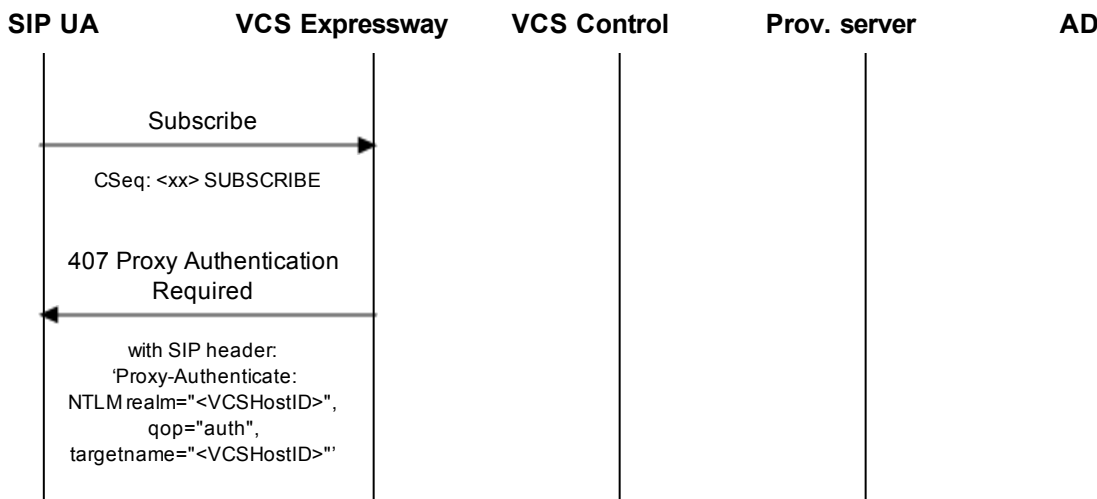 SIP UA VCS Expressway VCS Control Prov. server AD
Subscribe
CSeq: <xx> SUBSCRIBE
407 Proxy Authentication
Required
with SIP header:
‘Proxy-Authenticate:
NTLM realm="<VCSHostID>",
qop="auth",
targetname="<VCSHostID>"’